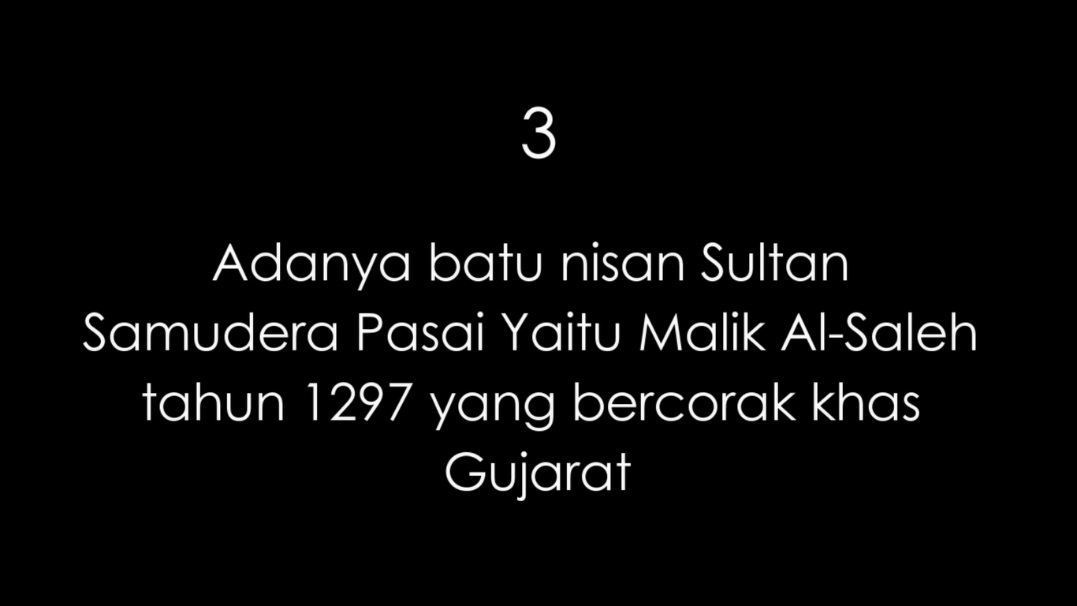 3
Adanya batu nisan Sultan
Samudera Pasai Yaitu Malik Al-Saleh
tahun 1297 yang bercorak khas
Gujarat